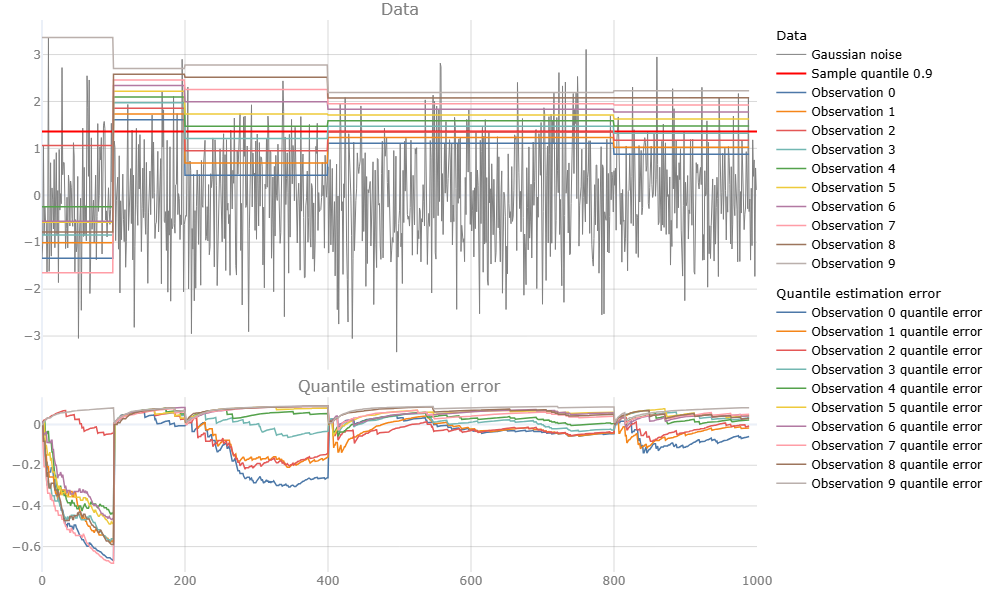 Data
3
2
1
0
−1
−2
−3
Quantile estimation error
0
−0.2
−0.4
−0.6
0
200
400
600
800
1000
Data
Gaussian noise
Sample quantile 0.9
Observation 0
Observation 1
Observation 2
Observation 3
Observation 4
Observation 5
Observation 6
Observation 7
Observation 8
Observation 9
Quantile estimation error
Observation 0 quantile error
Observation 1 quantile error
Observation 2 quantile error
Observation 3 quantile error
Observation 4 quantile error
Observation 5 quantile error
Observation 6 quantile error
Observation 7 quantile error
Observation 8 quantile error
Observation 9 quantile error